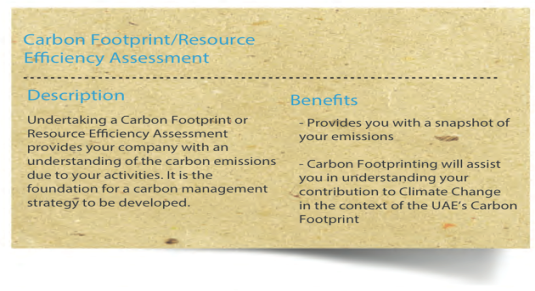 Carbon Footprint/Resource
Efficiency Assessment
Description
Undertaking a Carbon Footprint or
Resource Efficiency Assessment
provides your company with an
understanding of the carbon emissions
due to your activities. It is the
foundation for a carbon management
strategy to be developed.
Benefits
- Provides you with a snapshot of
your emissions
- Carbon Footprinting will assist
you in understanding your
contribution to Climate Change
in the context of the UAE's Carbon
Footprint